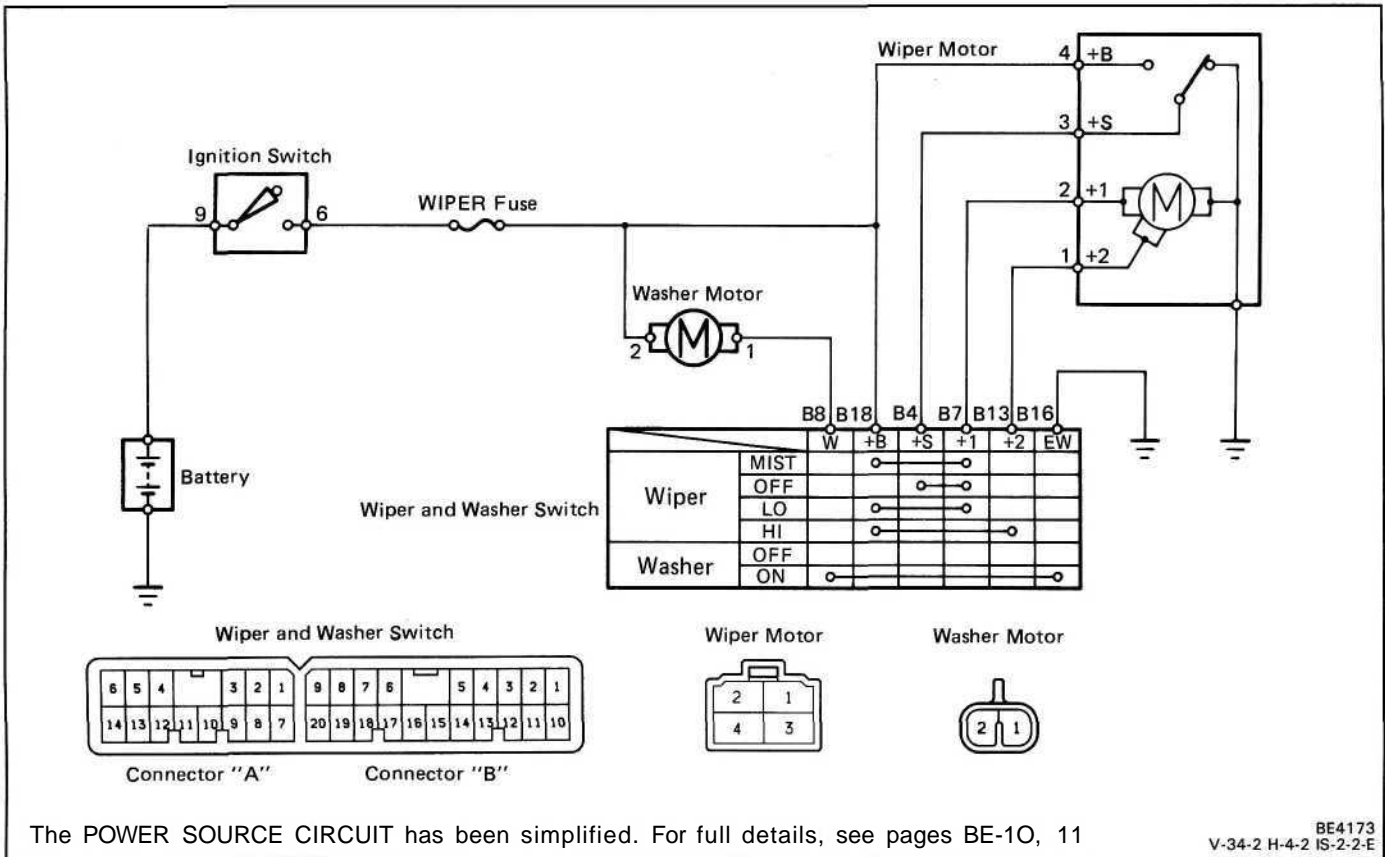 Wiper Motor
4 +B
3 +S
2 +1
M
1 +2
Ignition Switch
9 6
WIPER Fuse
Washer Motor
2 M 1
Battery
B8 B18 B4 B7 B13 B16
W +B +S +1 +2 EW
Wiper and Washer Switch
Wiper
MIST
OFF
LO
HI
Washer
OFF
ON
Wiper and Washer Switch
6 5 4 3 2 1 9 8 7 6 5 4 3 2 1
14 13 12 11 10 9 8 7 20 19 18 17 16 15 14 13 12 11 10
Connector "A" Connector "B"
Wiper Motor
2 1
4 3
Washer Motor
2 1
The POWER SOURCE CIRCUIT has been simplified. For full details, see pages BE-1O, 11
BE4173
V-34-2 H-4-2 IS-2-2-E